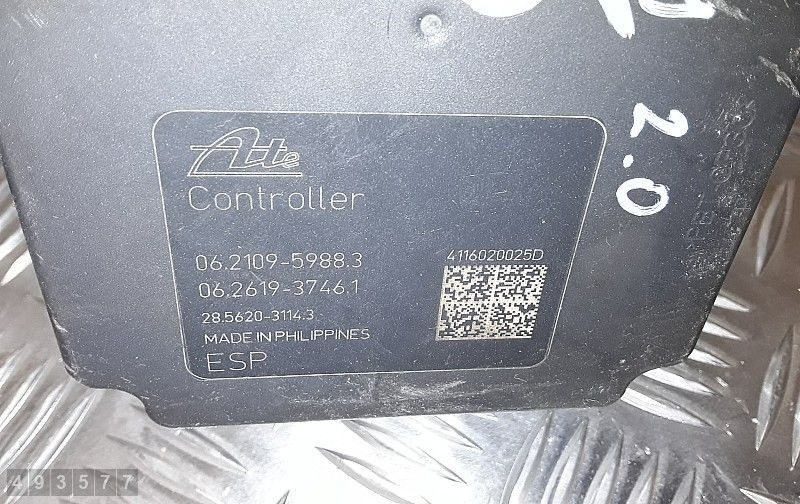 2.0
Ate
Controller
06.2109-5988.3
4116020025D
06.2619-3746.1
28.5620-3114.3
MADE IN PHILIPPINES
ESP
493577